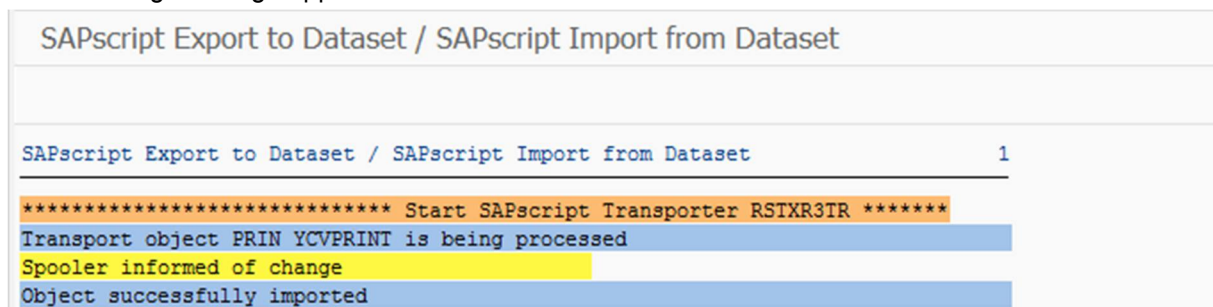 SAPscript Export to Dataset / SAPscript Import from Dataset
SAPscript Export to Dataset / SAPscript Import from Dataset 1
****************************** Start SAPscript Transporter RSTXR3TR *******
Transport object PRIN YCVPRINT is being processed
Spooler informed of change
Object successfully imported